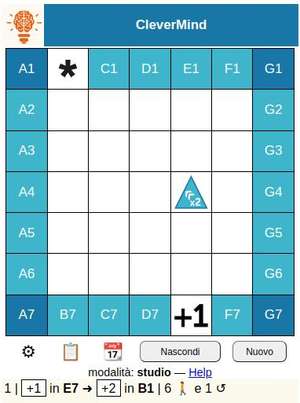 CleverMind
A1 * C1 D1 E1 F1 G1
A2 G2
A3 G3
A4 x2 G4
A5 G5
A6 G6
A7 B7 C7 D7 +1 F7 G7
Nascondi Nuovo
modalità: studio — Help
1 | +1 in E7 ➔ +2 in B1 | 6 🚶 e 1 ↺